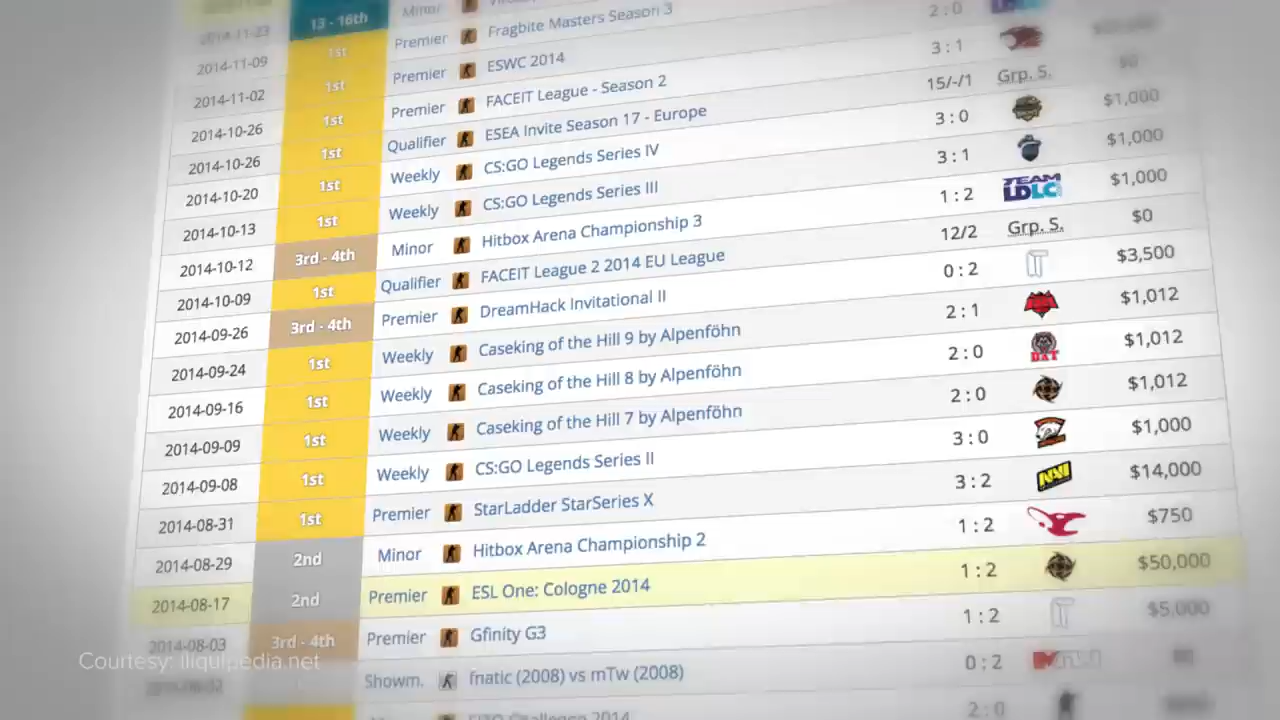 2014-11-23 13 - 16th Minor
2014-11-09 1st Premier Fragbite Masters Season 3
2014-11-02 1st Premier ESWC 2014 2 : 0
2014-10-26 1st Premier FACEIT League - Season 2 3 : 1
2014-10-26 1st Qualifier ESEA Invite Season 17 - Europe 15/-/1 Grp. S. $0
2014-10-20 1st Weekly CS:GO Legends Series IV 3 : 0 $1,000
2014-10-13 1st Weekly CS:GO Legends Series III 3 : 1 $1,000
2014-10-12 3rd - 4th Minor Hitbox Arena Championship 3 1 : 2 TEAM LDLC $1,000
2014-10-09 1st Qualifier FACEIT League 2 2014 EU League 12/2 Grp. S. $0
2014-09-26 3rd - 4th Premier DreamHack Invitational II 0 : 2 $3,500
2014-09-24 1st Weekly Caseking of the Hill 9 by Alpenföhn 2 : 1 $1,012
2014-09-16 1st Weekly Caseking of the Hill 8 by Alpenföhn 2 : 0 DAT $1,012
2014-09-09 1st Weekly Caseking of the Hill 7 by Alpenföhn 2 : 0 $1,012
2014-09-08 1st Weekly CS:GO Legends Series II 3 : 0 $1,000
2014-08-31 1st Premier StarLadder StarSeries X 3 : 2 NAVI $14,000
2014-08-29 2nd Minor Hitbox Arena Championship 2 1 : 2 $750
2014-08-17 2nd Premier ESL One: Cologne 2014 1 : 2 $50,000
2014-08-03 3rd - 4th Premier Gfinity G3 1 : 2 $5,000
Showm. fnatic (2008) vs mTw (2008) 0 : 2
2 : 0
Courtesy: iliquipedia.net